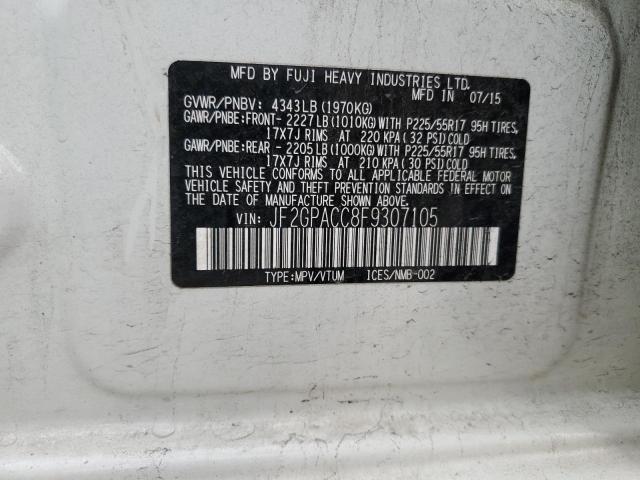 MFD BY FUJI HEAVY INDUSTRIES LTD.
MFD IN 07/15
GVWR/PNBV: 4343LB(1970KG)
GAWR/PNBE:FRONT- 2227LB(1010KG)WITH P225/55R17 95H TIRES,
17X7J RIMS AT 220 KPA(32 PSI)COLD
GAWR/PNBE:REAR - 2205LB(1000KG)WITH P225/55R17 95H TIRES,
17X7J RIMS AT 210 KPA(30 PSI)COLD
THIS VEHICLE CONFORMS TO ALL APPLICABLE FEDERAL MOTOR
VEHICLE SAFETY AND THEFT PREVENTION STANDARDS IN EFFECT ON
THE DATE OF MANUFACTURE SHOWN ABOVE.
VIN: JF2GPACC8F9307105
TYPE:MPV/VTUM ICES/NMB-002